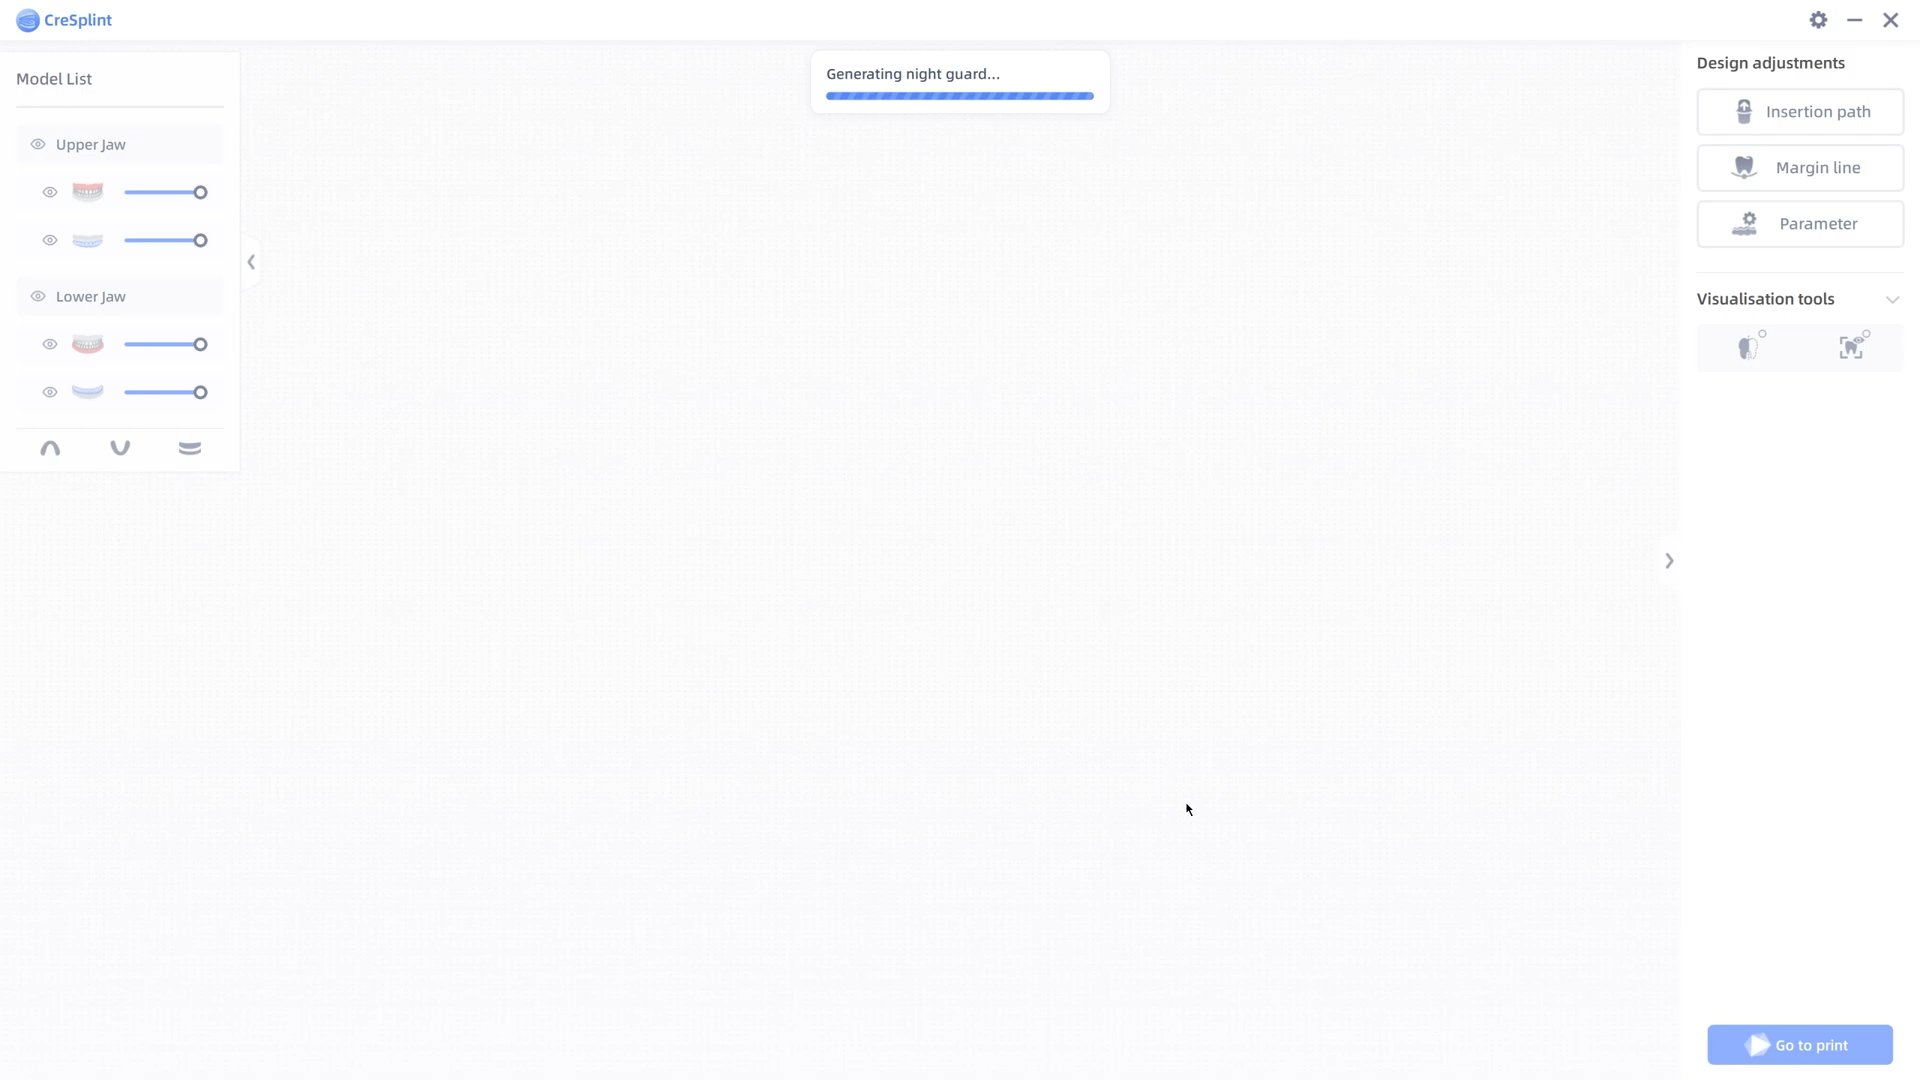 CreSplint
Generating night guard...
Model List
Upper Jaw
Lower Jaw
Design adjustments
Insertion path
Margin line
Parameter
Visualisation tools
Go to print